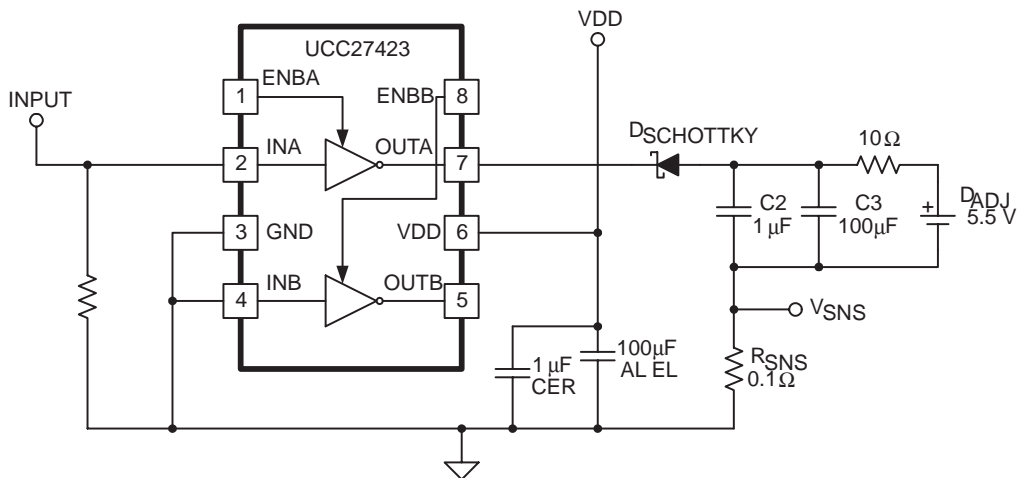 VDD
UCC27423
INPUT
1 ENBA ENBB 8
2 INA OUTA 7
3 GND VDD 6
4 INB OUTB 5
DSCHOTTKY
10Ω
C2
1 μF
C3
100μF
DADJ
5.5 V
+
VSNS
RSNS
0.1Ω
1 μF
CER
100μF
AL EL